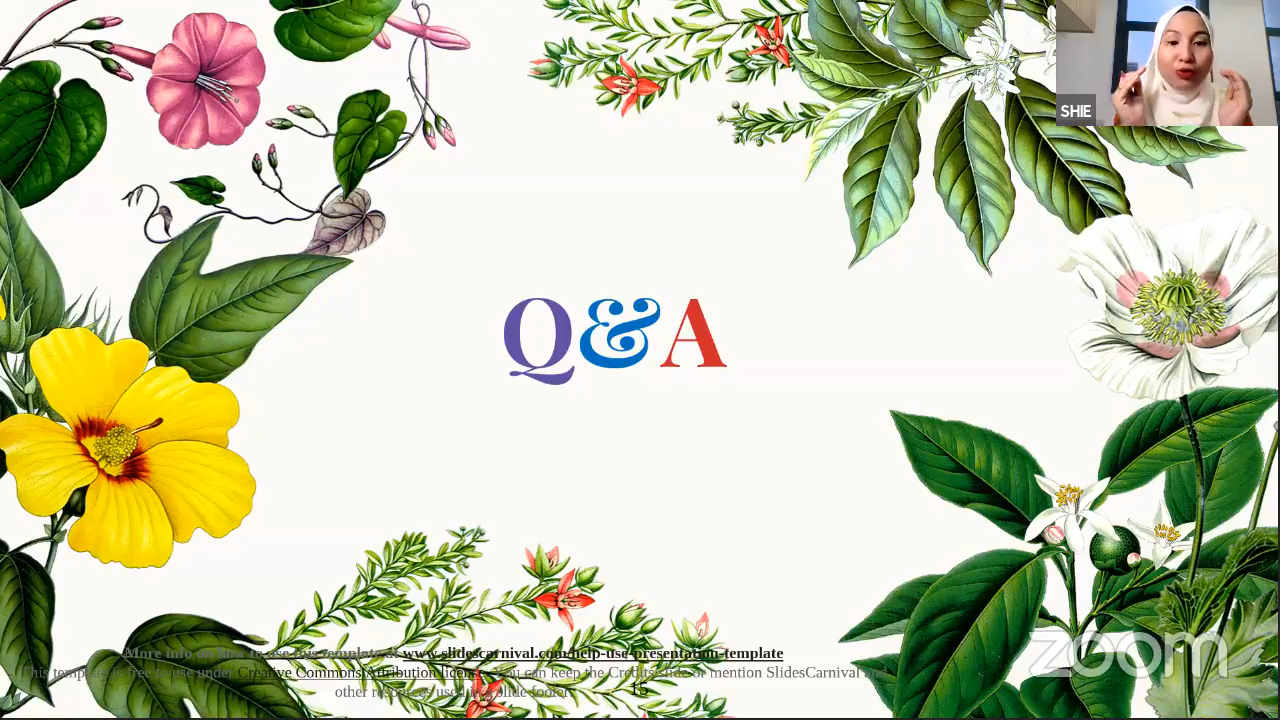 SHIE
Q&A
More info on how to use this template at www.slidescarnival.com/help-use-presentation-template
This template is free to use under Creative Commons Attribution license. You can keep the Credits slide or mention SlidesCarnival and
other resources used in a slide footer.
15
zoom